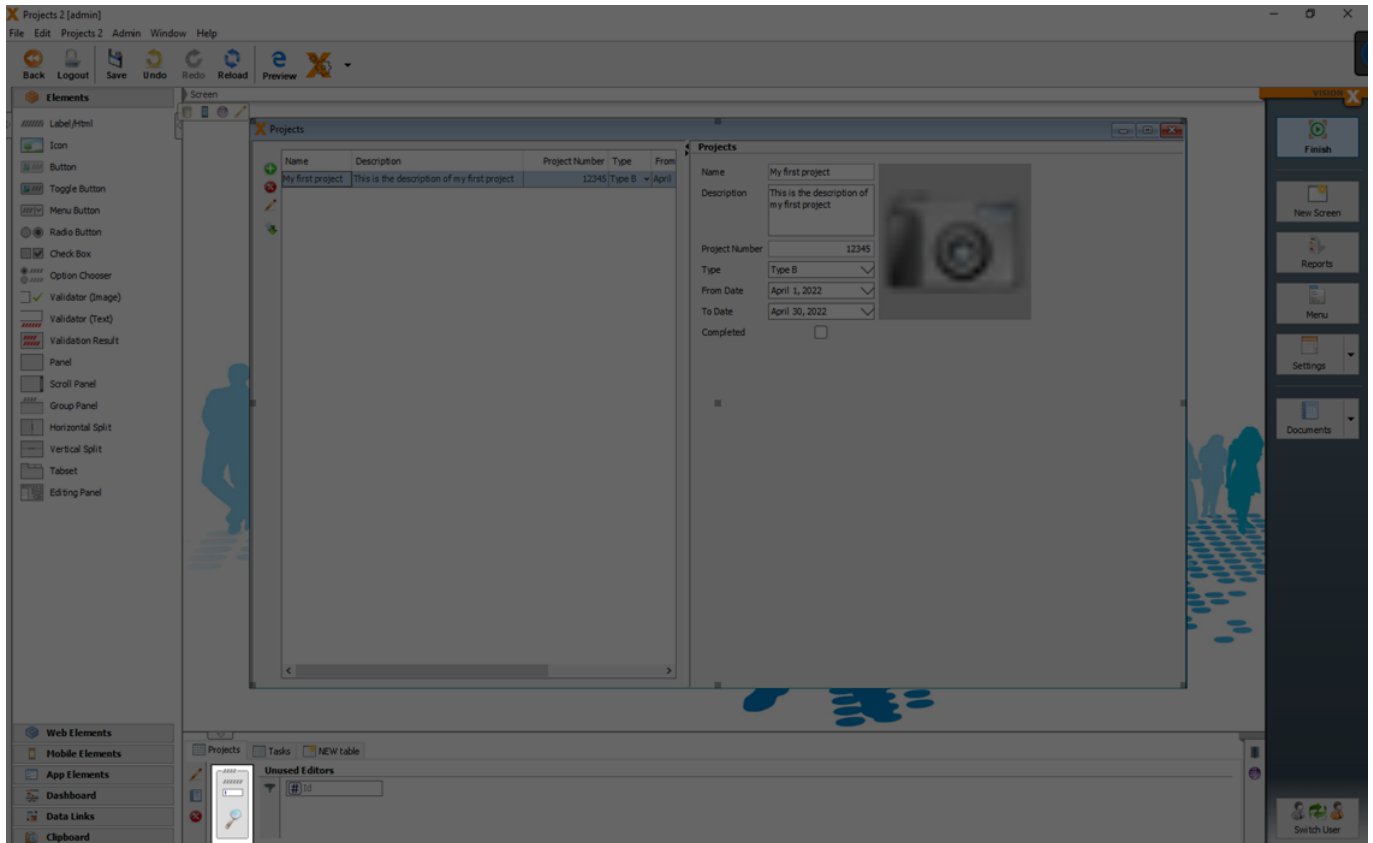 Projects 2 [admin]
File Edit Projects 2 Admin Window Help
Back Logout Save Undo Redo Reload Preview
Elements
Label/Html
Icon
Button
Toggle Button
Menu Button
Radio Button
Check Box
Option Chooser
Validator (Image)
Validator (Text)
Validation Result
Panel
Scroll Panel
Group Panel
Horizontal Split
Vertical Split
Tabset
Editing Panel
Web Elements
Mobile Elements
App Elements
Dashboard
Data Links
Clipboard
Screen
Projects
Name Description Project Number Type From
My first project This is the description of my first project 12345 Type B April
Projects
Name My first project
Description This is the description of
my first project
Project Number 12345
Type Type B
From Date April 1, 2022
To Date April 30, 2022
Completed
Projects Tasks NEW table
Unused Editors
# Id
VISION X
Finish
New Screen
Reports
Menu
Settings
Documents
Switch User